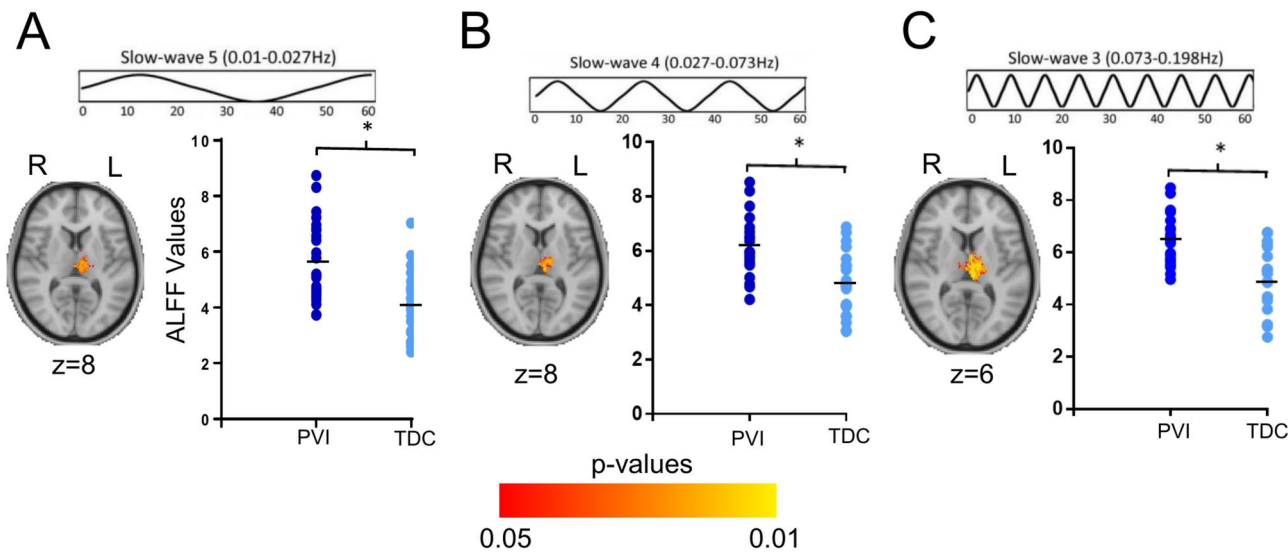 A
Slow-wave 5 (0.01-0.027Hz)
0 10 20 30 40 50 60
R L
z=8
ALFF Values
10
8
6
4
2
0
PVI TDC
*
B
Slow-wave 4 (0.027-0.073Hz)
0 10 20 30 40 50 60
R L
z=8
10
8
6
4
2
0
PVI TDC
*
C
Slow-wave 3 (0.073-0.198Hz)
0 10 20 30 40 50 60
R L
z=6
10
8
6
4
2
0
PVI TDC
*
p-values
0.05 0.01